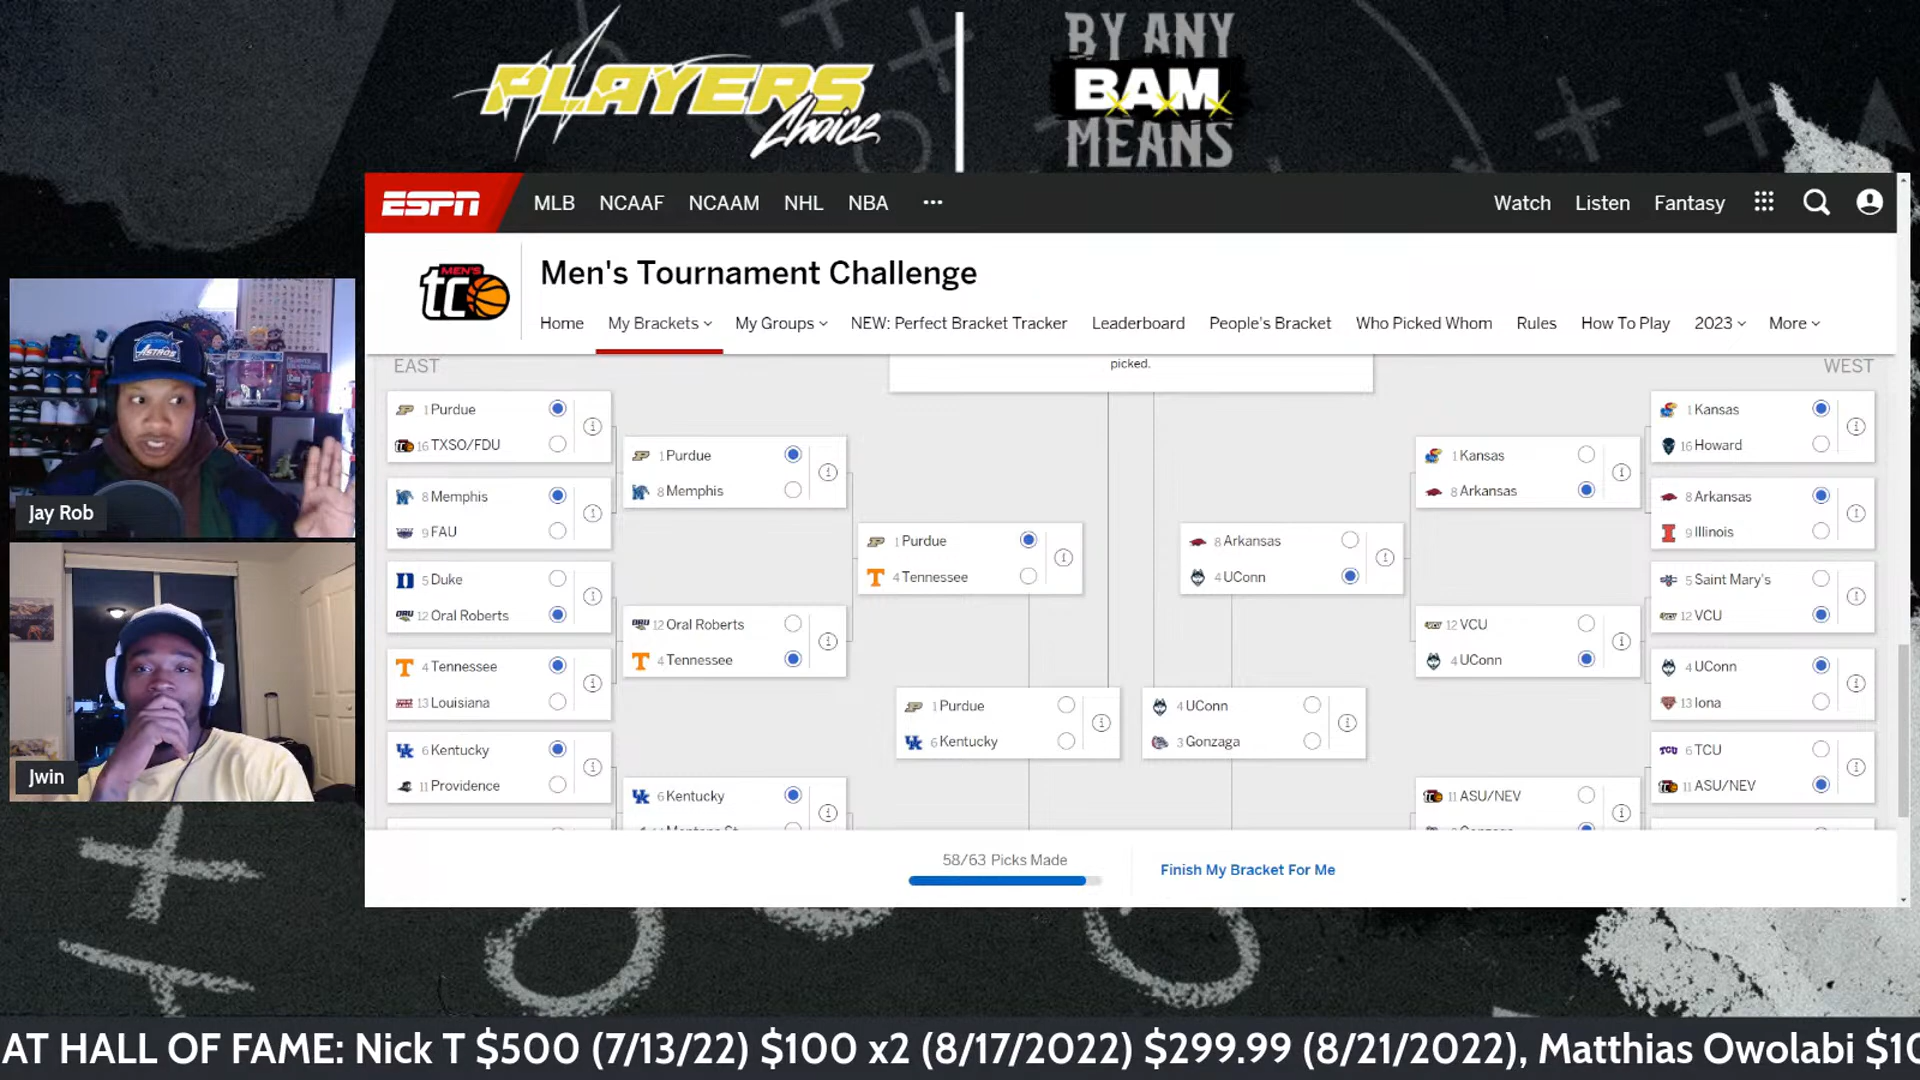 PLAYERS
Choice
BY ANY
BAM
MEANS
ESPN
MLB NCAAF NCAAM NHL NBA ...
Watch Listen Fantasy
MEN'S
tc
Men's Tournament Challenge
Home My Brackets My Groups NEW: Perfect Bracket Tracker Leaderboard People's Bracket Who Picked Whom Rules How To Play 2023 More
EAST
picked.
WEST
1 Purdue
16 TXSO/FDU
8 Memphis
9 FAU
5 Duke
12 Oral Roberts
4 Tennessee
13 Louisiana
6 Kentucky
11 Providence
1 Purdue
8 Memphis
12 Oral Roberts
4 Tennessee
6 Kentucky
1 Purdue
4 Tennessee
1 Purdue
6 Kentucky
8 Arkansas
4 UConn
4 UConn
3 Gonzaga
1 Kansas
8 Arkansas
12 VCU
4 UConn
11 ASU/NEV
1 Kansas
16 Howard
8 Arkansas
9 Illinois
5 Saint Mary's
12 VCU
4 UConn
13 Iona
6 TCU
11 ASU/NEV
58/63 Picks Made
Finish My Bracket For Me
ASTROS
Jay Rob
Jwin
AT HALL OF FAME: Nick T $500 (7/13/22) $100 x2 (8/17/2022) $299.99 (8/21/2022), Matthias Owolabi $10